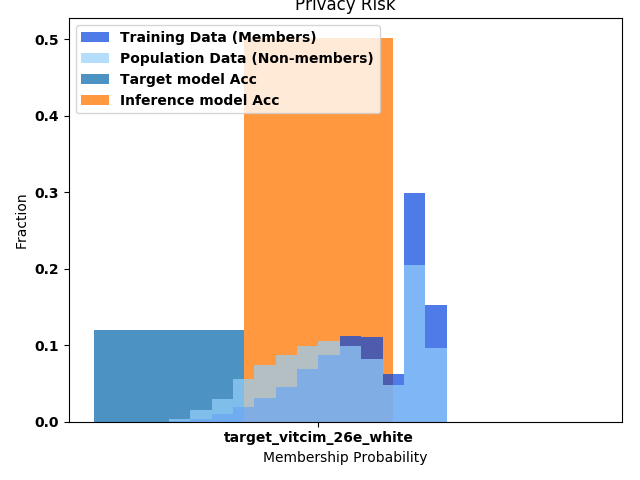 Privacy Risk
Training Data (Members)
Population Data (Non-members)
Target model Acc
Inference model Acc
0.5
0.4
0.3
0.2
0.1
0.0
Fraction
target_vitcim_26e_white
Membership Probability